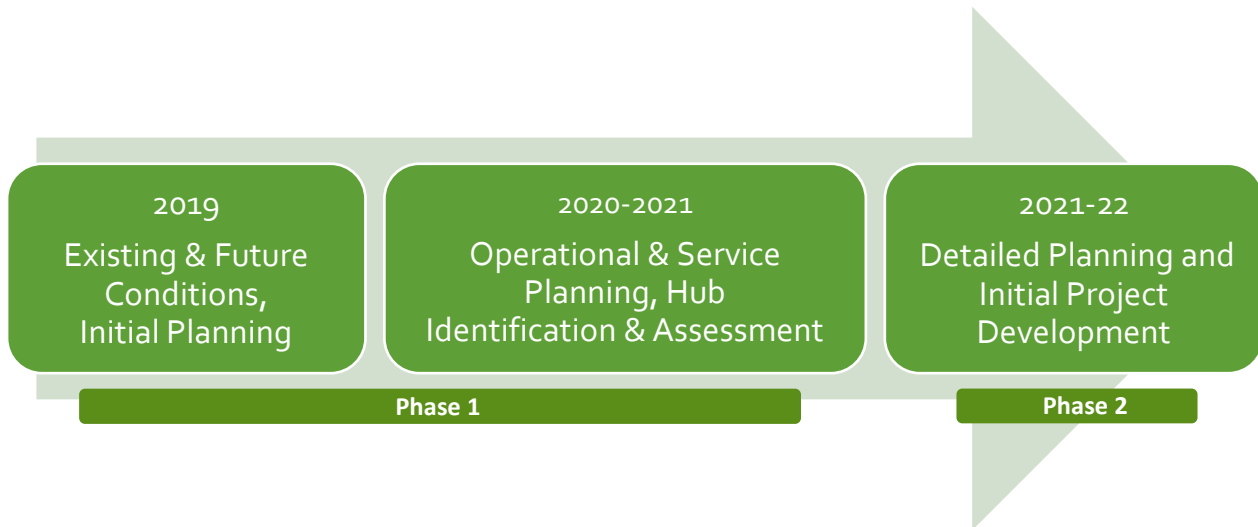 2019
Existing & Future
Conditions,
Initial Planning
2020-2021
Operational & Service
Planning, Hub
Identification & Assessment
2021-22
Detailed Planning and
Initial Project
Development
Phase 1
Phase 2